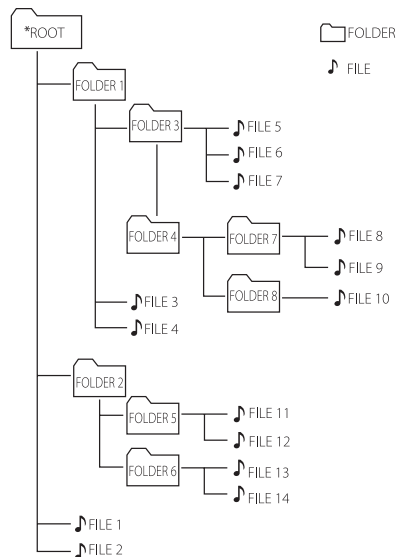 *ROOT
FOLDER
FILE
FOLDER 1
FOLDER 3
FILE 5
FILE 6
FILE 7
FOLDER 4
FOLDER 7
FILE 8
FILE 9
FOLDER 8
FILE 10
FILE 3
FILE 4
FOLDER 2
FOLDER 5
FILE 11
FILE 12
FOLDER 6
FILE 13
FILE 14
FILE 1
FILE 2